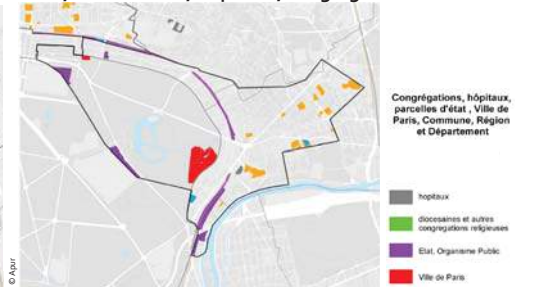 Congrégations, hôpitaux,
parcelles d'état , Ville de
Paris, Commune, Région
et Département
hopitaux
diocesaines et autres
congregations religieuses
Etat, Organisme Public
Ville de Paris
© Apur